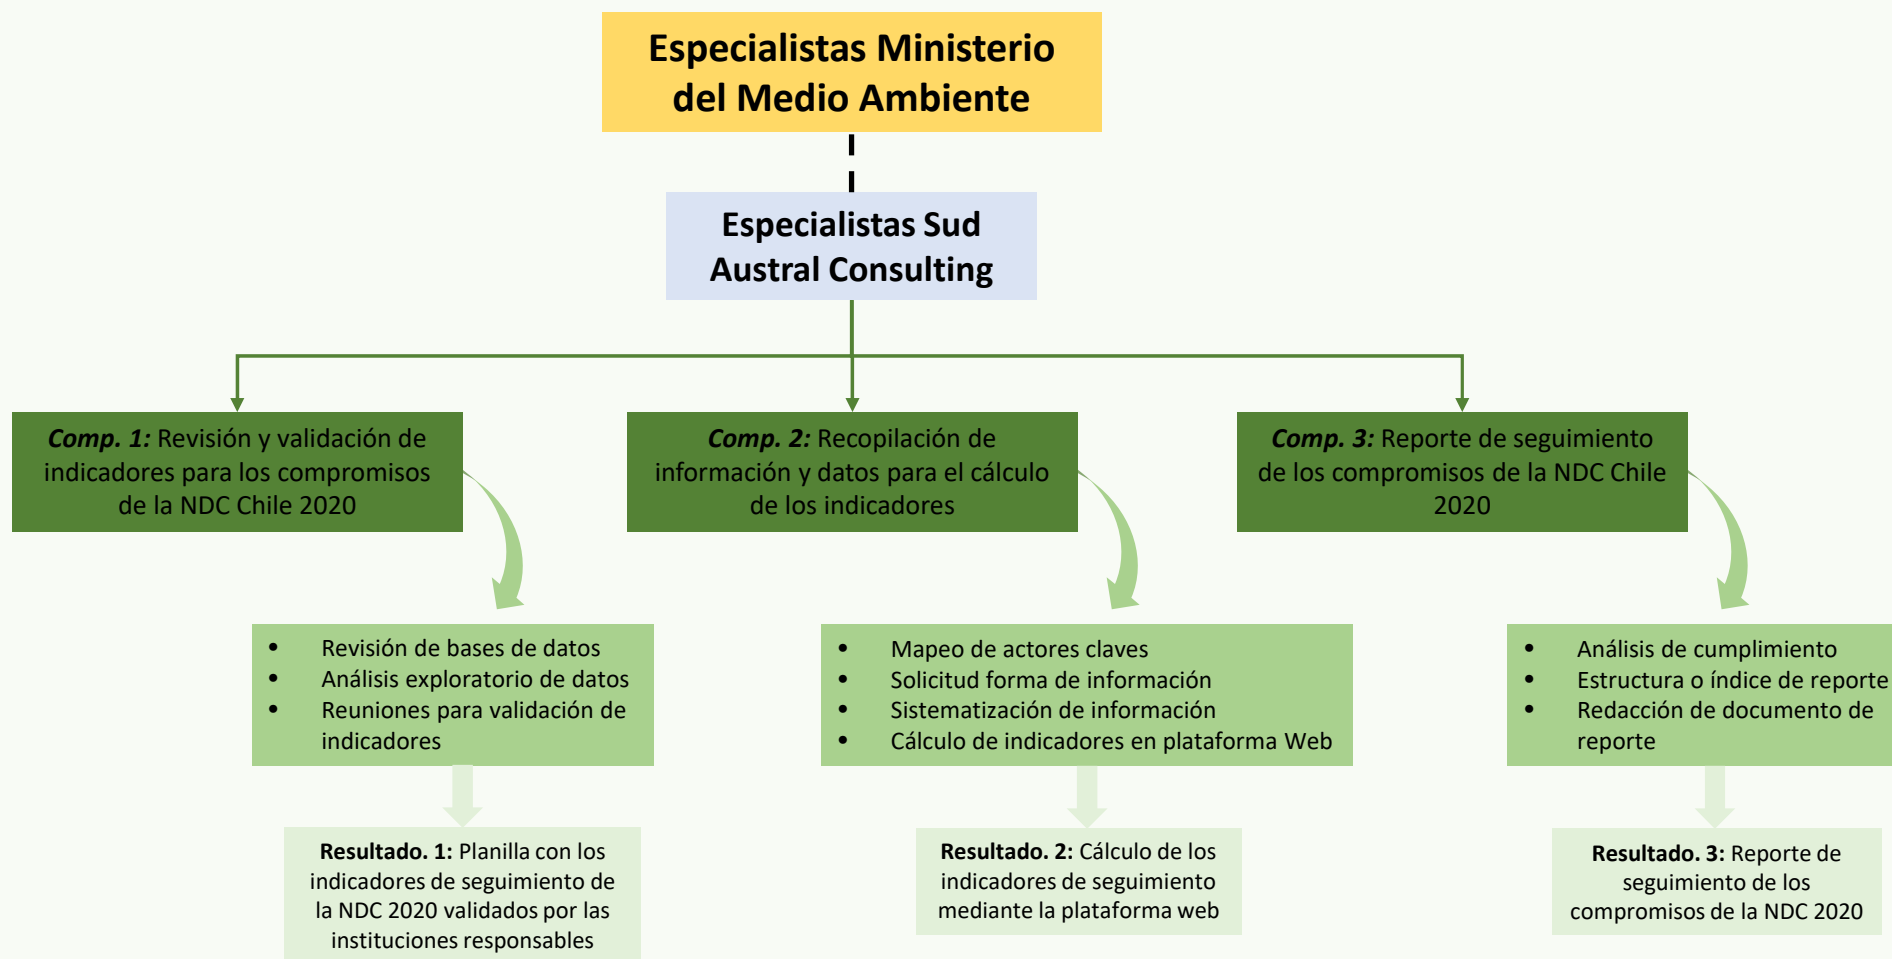 Especialistas Ministerio
del Medio Ambiente
Especialistas Sud
Austral Consulting
Comp. 1: Revisión y validación de
indicadores para los compromisos
de la NDC Chile 2020
Comp. 2: Recopilación de
información y datos para el cálculo
de los indicadores
Comp. 3: Reporte de seguimiento
de los compromisos de la NDC Chile
2020
• Revisión de bases de datos
• Análisis exploratorio de datos
• Reuniones para validación de
indicadores
• Mapeo de actores claves
• Solicitud forma de información
• Sistematización de información
• Cálculo de indicadores en plataforma Web
• Análisis de cumplimiento
• Estructura o índice de reporte
• Redacción de documento de
reporte
Resultado. 1: Planilla con los
indicadores de seguimiento de
la NDC 2020 validados por las
instituciones responsables
Resultado. 2: Cálculo de los
indicadores de seguimiento
mediante la plataforma web
Resultado. 3: Reporte de
seguimiento de los
compromisos de la NDC 2020